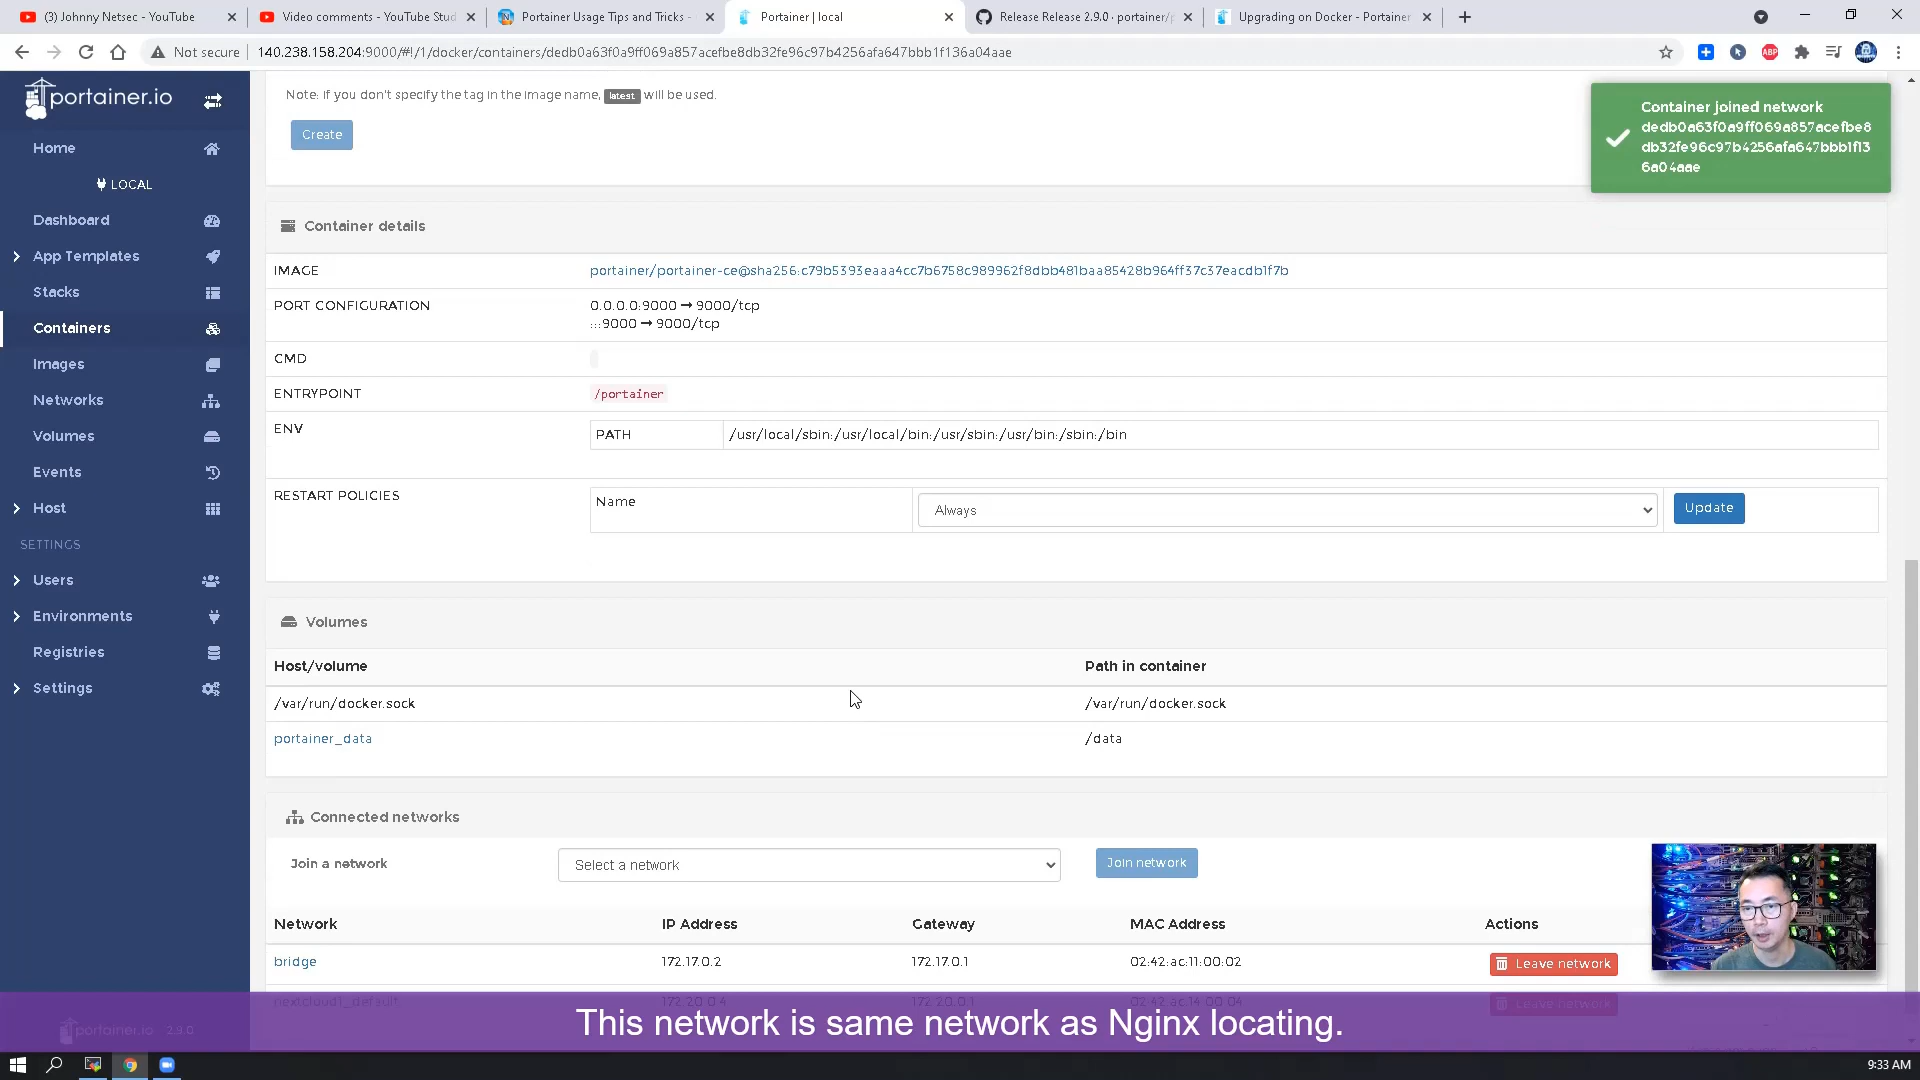 (3) Johnny Netsec - YouTube
Video comments - YouTube Stud
Portainer Usage Tips and Tricks -
Portainer | local
Release Release 2.9.0 · portainer/p
Upgrading on Docker - Portainer
Not secure
140.238.158.204:9000/#!/1/docker/containers/dedb0a63f0a9ff069a857acefbe8db32fe96c97b4256afa647bbb1f136a04aae
ABP
portainer.io
Home
LOCAL
Dashboard
App Templates
Stacks
Containers
Images
Networks
Volumes
Events
Host
SETTINGS
Users
Environments
Registries
Settings
portainer.io 2.9.0
Note: if you don't specify the tag in the image name, latest will be used.
Create
Container joined network
dedb0a63f0a9ff069a857acefbe8
db32fe96c97b4256afa647bbb1f13
6a04aae
Container details
IMAGE
portainer/portainer-ce@sha256:c79b5393eaaa4cc7b6758c989962f8dbb481baa85428b964ff37c37eacdb1f7b
PORT CONFIGURATION
0.0.0.0:9000 → 9000/tcp
:::9000 → 9000/tcp
CMD
ENTRYPOINT
/portainer
ENV
PATH
/usr/local/sbin:/usr/local/bin:/usr/sbin:/usr/bin:/sbin:/bin
RESTART POLICIES
Name
Always
Update
Volumes
Host/volume
Path in container
/var/run/docker.sock
/var/run/docker.sock
portainer_data
/data
Connected networks
Join a network
Select a network
Join network
Network
IP Address
Gateway
MAC Address
Actions
bridge
172.17.0.2
172.17.0.1
02:42:ac:11:00:02
Leave network
nextcloud1_default
172.20.0.4
172.20.0.1
02:42:ac:14:00:04
Leave network
This network is same network as Nginx locating.
9:33 AM